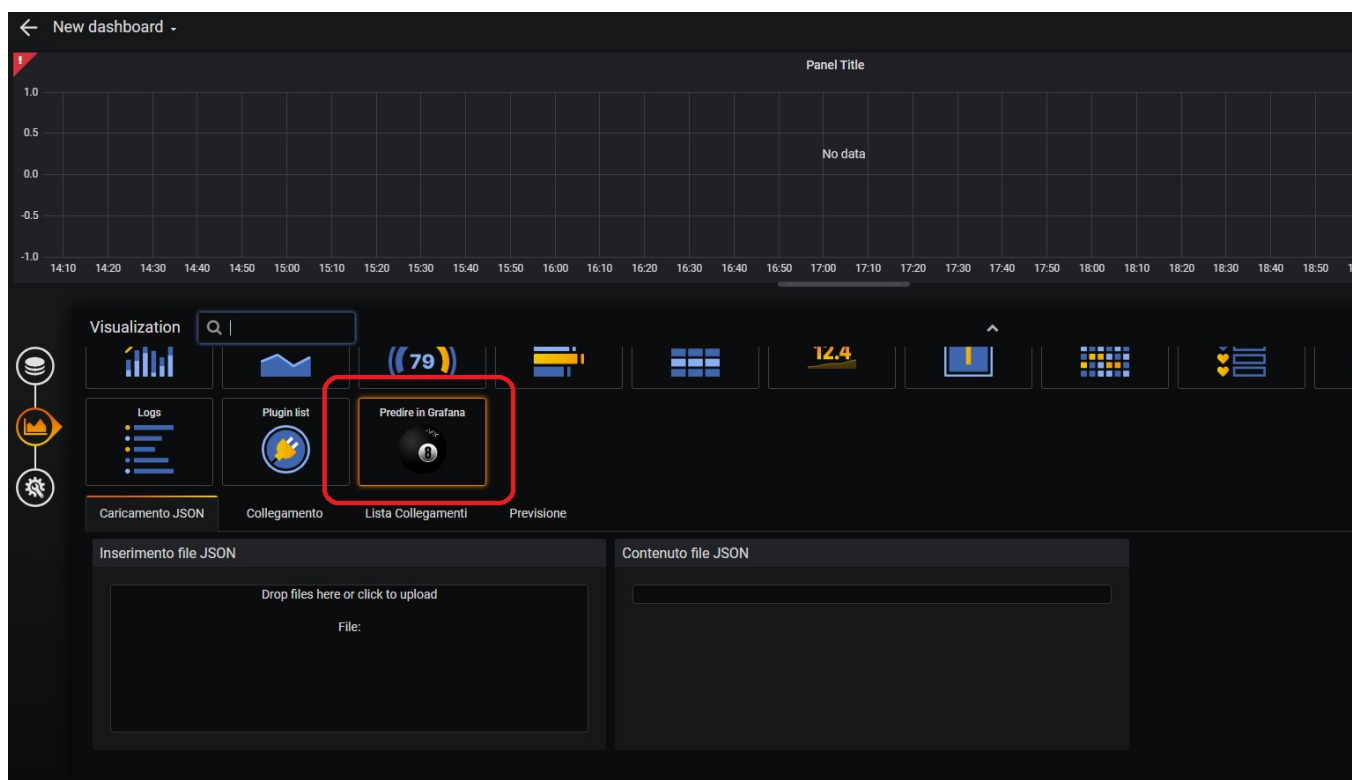 New dashboard
!
Panel Title
1.0
0.5
No data
0.0
-0.5
-1.0
14:10 14:20 14:30 14:40 14:50 15:00 15:10 15:20 15:30 15:40 15:50 16:00 16:10 16:20 16:30 16:40 16:50 17:00 17:10 17:20 17:30 17:40 17:50 18:00 18:10 18:20 18:30 18:40 18:50
Visualization
79 12.4
Logs Plugin list Predire in Grafana
8
Caricamento JSON Collegamento Lista Collegamenti Previsione
Inserimento file JSON Contenuto file JSON
Drop files here or click to upload
File: